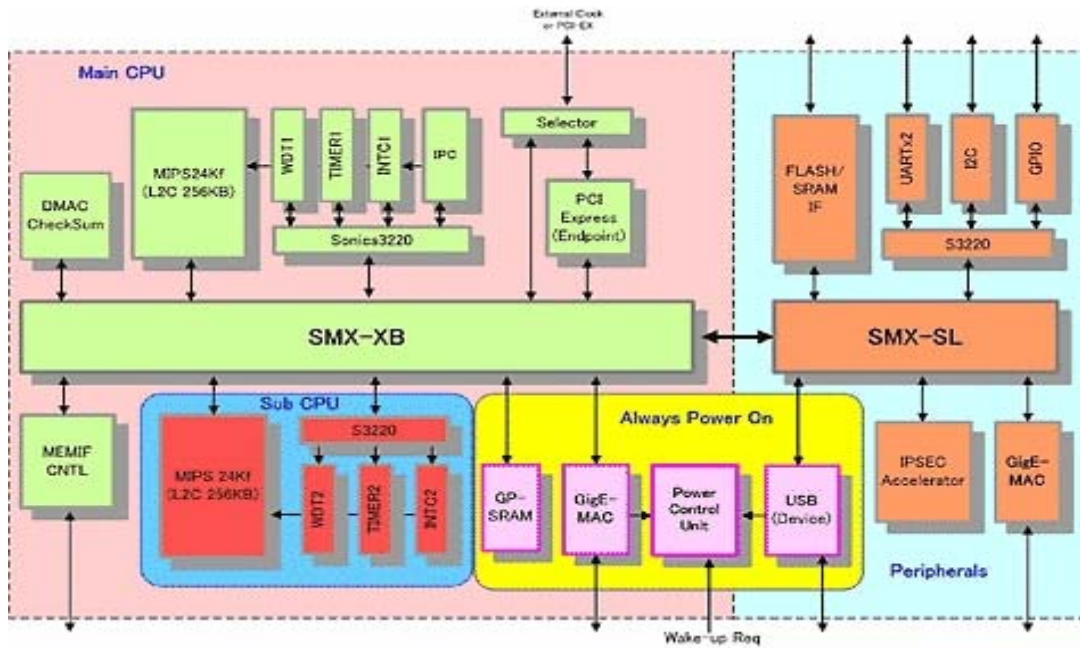 External Clock
or PCI-EX
Main CPU
Selector
MIPS24Kf
(L2C 256KB)
WDT1
TIMER1
INTC1
IPC
FLASH/
SRAM
IF
UARTx2
I2C
GPIO
DMAC
CheckSum
PCI
Express
(Endpoint)
Sonics3220
S3220
SMX-XB
SMX-SL
Sub CPU
Always Power On
S3220
MEMIF
CNTL
MIPS 24Kf
(L2C 256KB)
WDT2
TIMER2
INTC2
GP-
SRAM
GigE-
MAC
Power
Control
Unit
USB
(Device)
IPSEC
Accelerator
GigE-
MAC
Peripherals
Wake-up Req